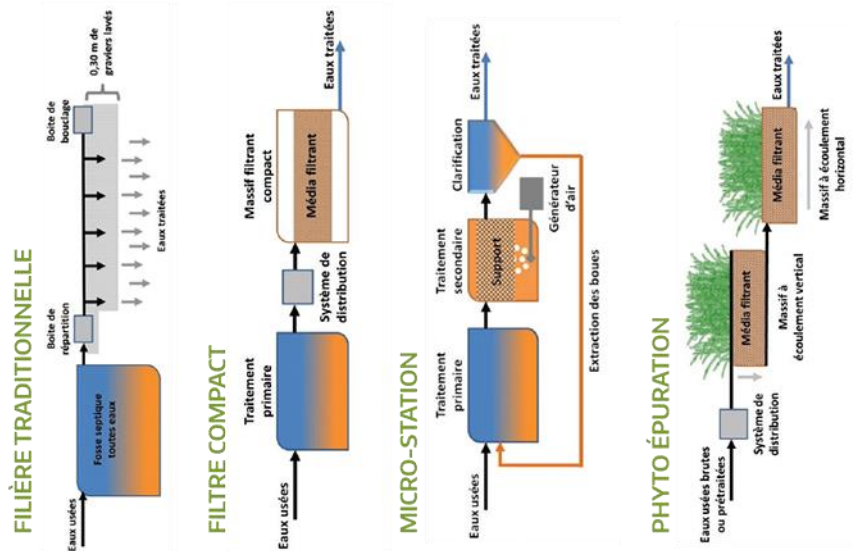 FILIÈRE TRADITIONNELLE
Eaux usées
Fosse septique
toutes eaux
Boite de
répartition
Eaux traitées
Boite de
bouclage
0,30 m de
graviers lavés
FILTRE COMPACT
Eaux usées
Traitement
primaire
Système de
distribution
Massif filtrant
compact
Média filtrant
Eaux traitées
MICRO-STATION
Eaux usées
Traitement
primaire
Traitement
secondaire
Support
Générateur
d'air
Clarification
Eaux traitées
Extraction des boues
PHYTO ÉPURATION
Eaux usées brutes
ou prétraitées
Système de
distribution
Média filtrant
Massif à
écoulement vertical
Média filtrant
Massif à écoulement
horizontal
Eaux traitées